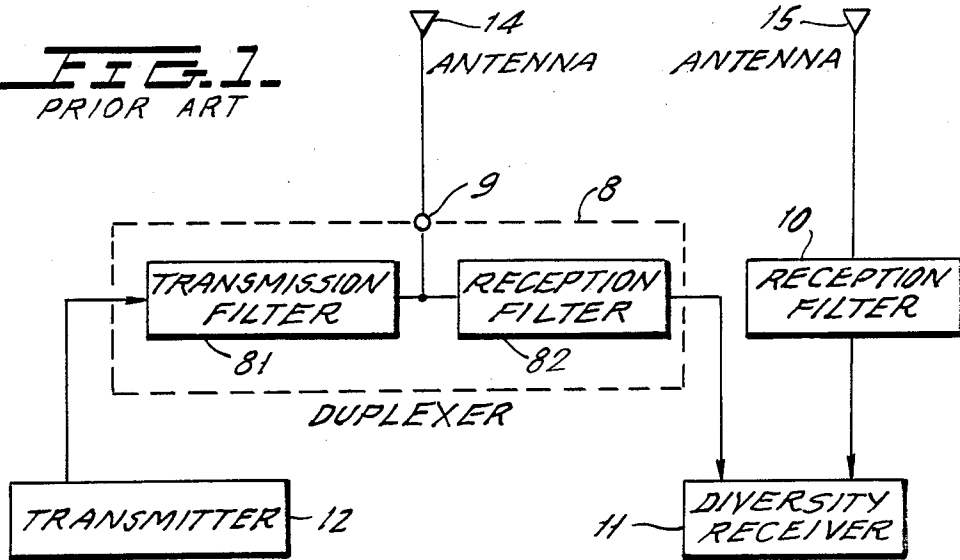 FIG.1.
PRIOR ART
14
ANTENNA
15
ANTENNA
9
8
10
TRANSMISSION
FILTER
81
RECEPTION
FILTER
82
RECEPTION
FILTER
DUPLEXER
TRANSMITTER
12
11
DIVERSITY
RECEIVER